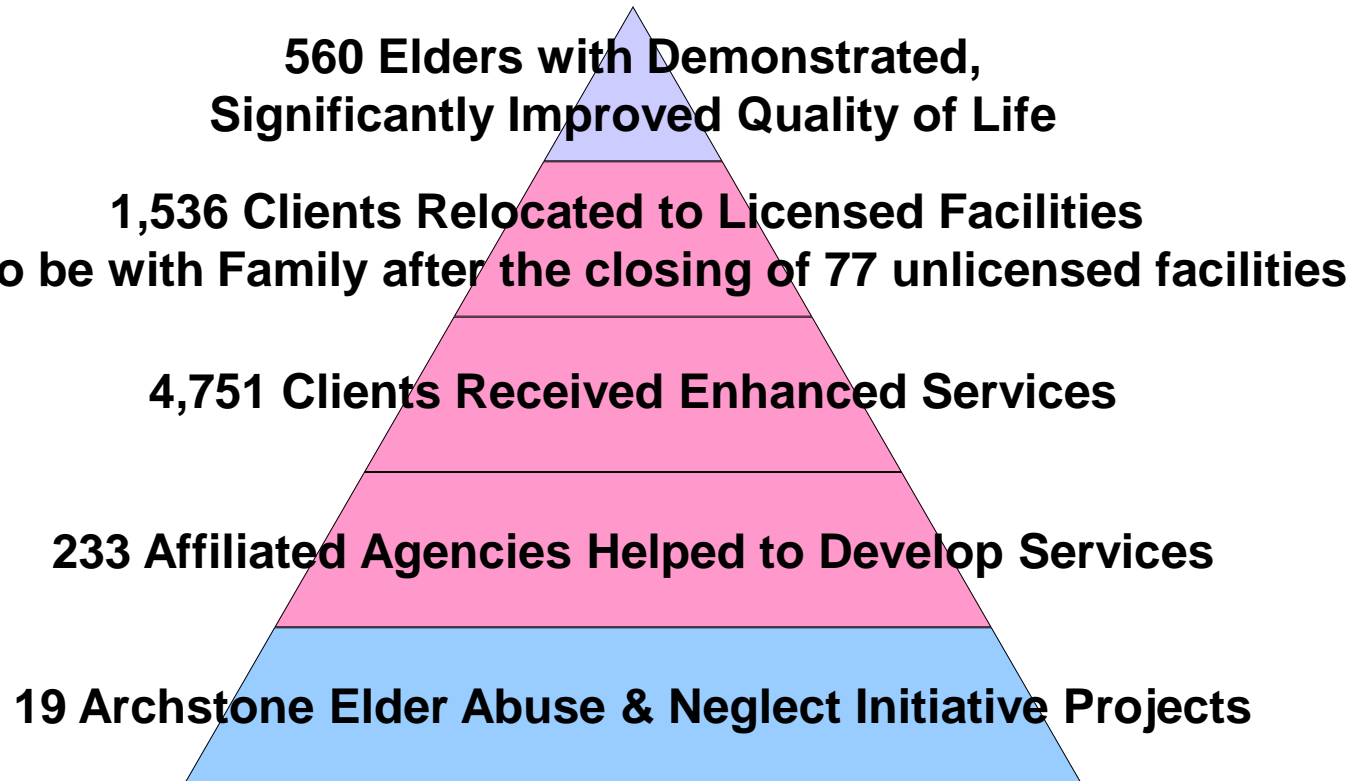 560 Elders with Demonstrated,
Significantly Improved Quality of Life
1,536 Clients Relocated to Licensed Facilities
o be with Family after the closing of 77 unlicensed facilities
4,751 Clients Received Enhanced Services
233 Affiliated Agencies Helped to Develop Services
19 Archstone Elder Abuse & Neglect Initiative Projects